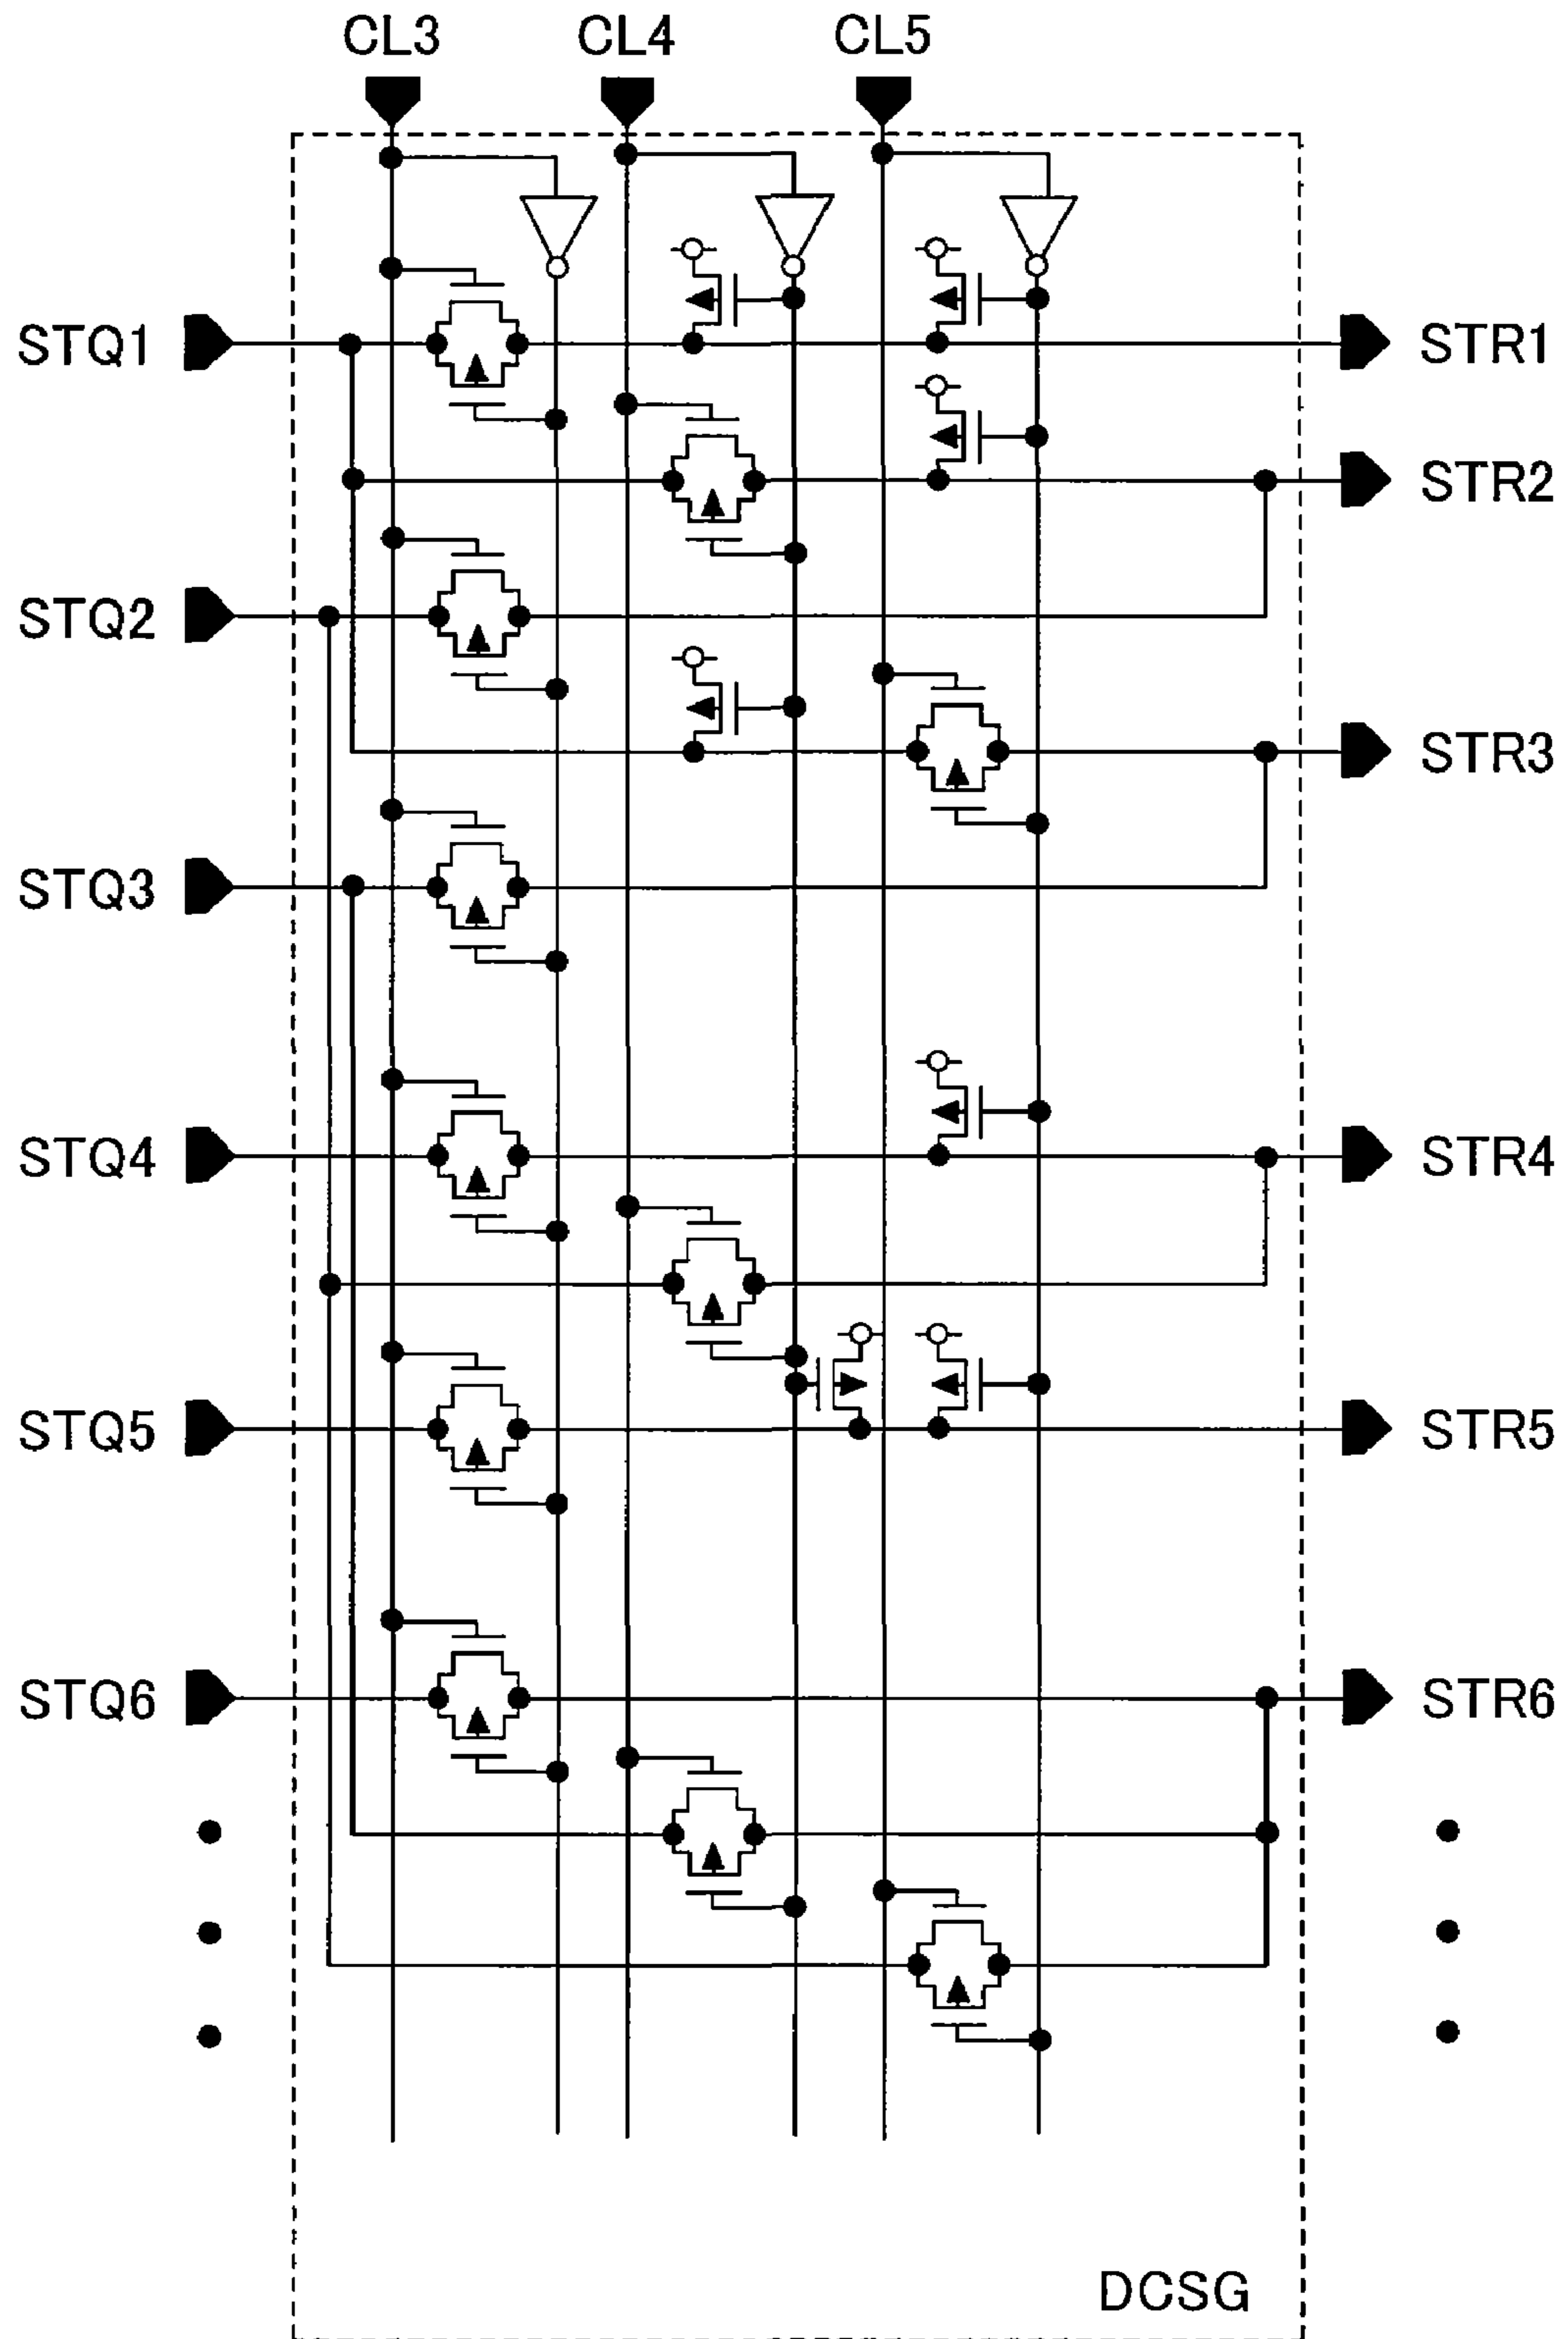 CL3 CL4 CL5
STQ1 STR1
STR2
STQ2
STR3
STQ3
STQ4 STR4
STQ5 STR5
STQ6 STR6
DCSG